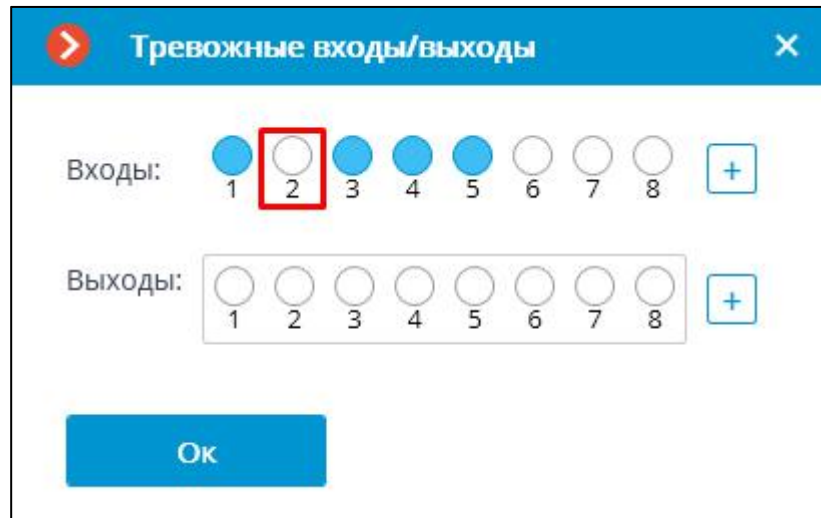 Тревожные входы/выходы
Входы:
1 2 3 4 5 6 7 8 +
Выходы:
1 2 3 4 5 6 7 8 +
Ок